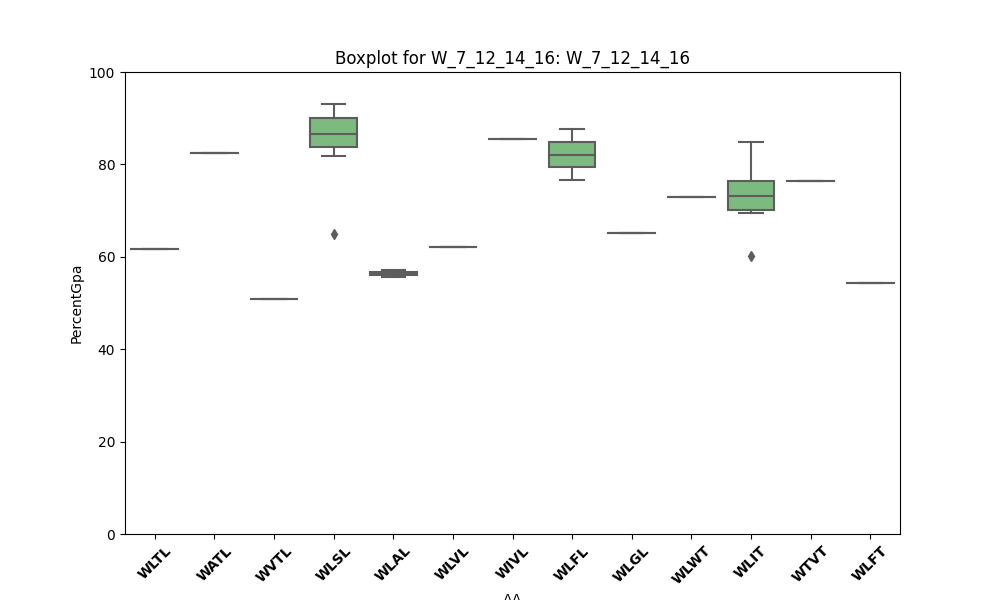 Boxplot for W_7_12_14_16: W_7_12_14_16
PercentGpa
100
80
60
40
20
0
WLTL
WATL
WVTL
WLSL
WLAL
WLVL
WIVL
WLFL
WLGL
WLWT
WLIT
WTVT
WLFT
AA